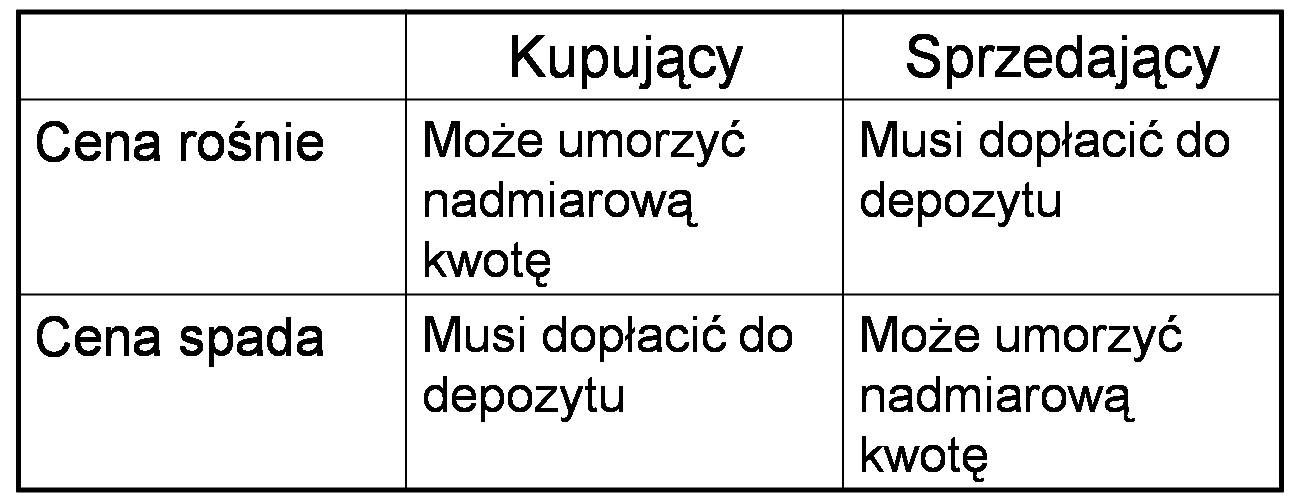 Kupujący
Sprzedający
Cena rośnie
Może umorzyć
nadmiarową
kwotę
Musi dopłacić do
depozytu
Cena spada
Musi dopłacić do
depozytu
Może umorzyć
nadmiarową
kwotę